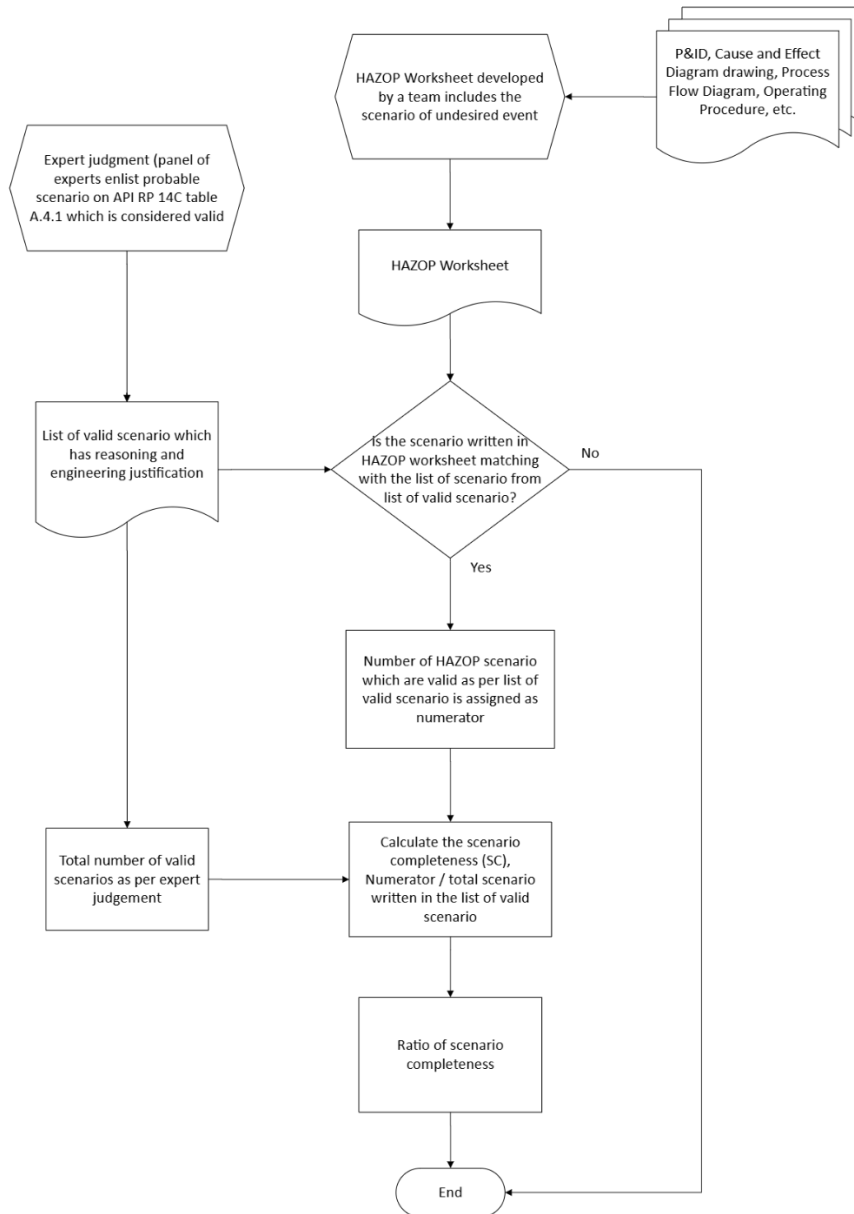 P&ID, Cause and Effect
Diagram drawing, Process
Flow Diagram, Operating
Procedure, etc.
HAZOP Worksheet developed
by a team includes the
scenario of undesired event
Expert judgment (panel of
experts enlist probable
scenario on API RP 14C table
A.4.1 which is considered
valid
HAZOP Worksheet
List of valid scenario which
has reasoning and
engineering justification
Is the scenario written in
HAZOP worksheet matching
with the list of scenario from
list of valid scenario?
No
Yes
Number of HAZOP scenario
which are valid as per list of
valid scenario is assigned as
numerator
Total number of valid
scenarios as per expert
judgement
Calculate the scenario
completeness (SC),
Numerator / total scenario
written in the list of valid
scenario
Ratio of scenario
completeness
End